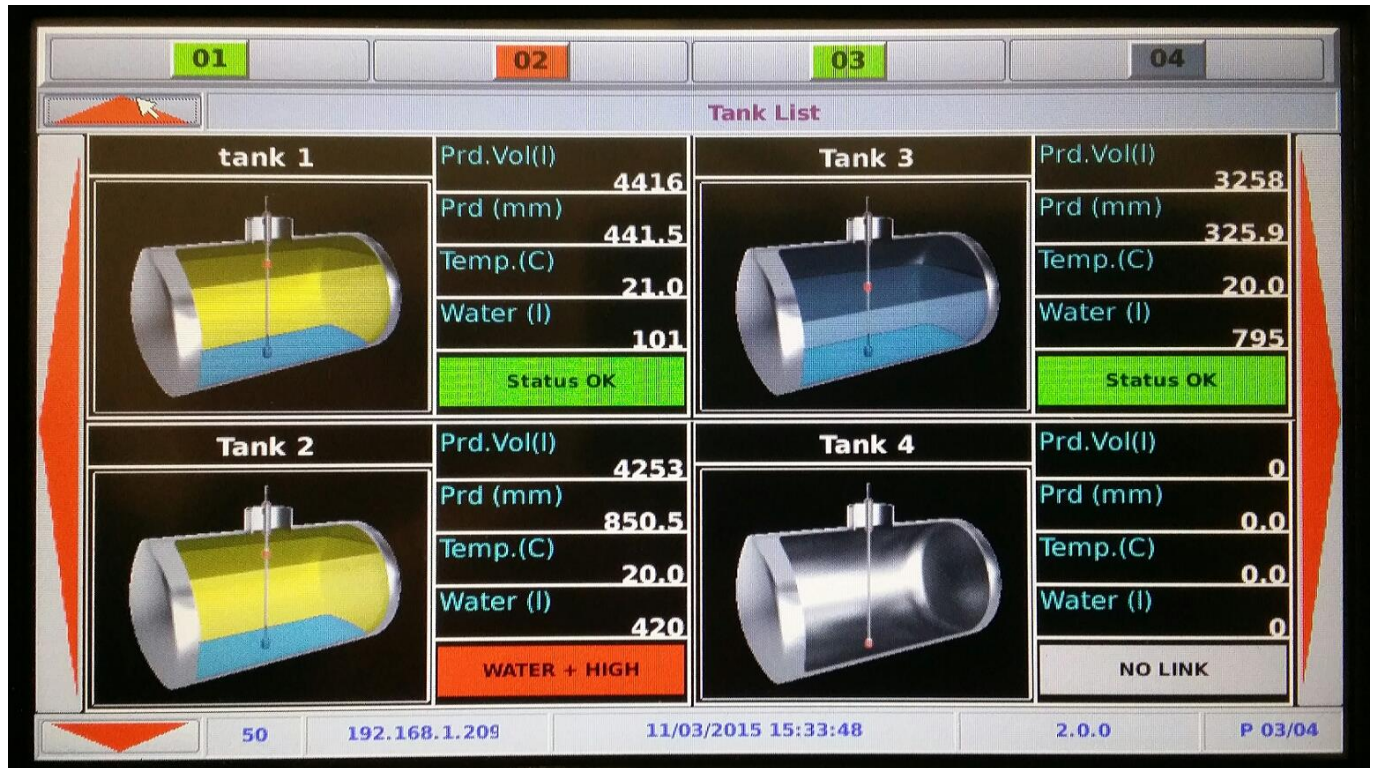 01 02 03 04
Tank List
tank 1
Prd.Vol(l)
4416
Prd (mm)
441.5
Temp.(C)
21.0
Water (l)
101
Status OK
Tank 3
Prd.Vol(l)
3258
Prd (mm)
325.9
Temp.(C)
20.0
Water (l)
795
Status OK
Tank 2
Prd.Vol(l)
4253
Prd (mm)
850.5
Temp.(C)
20.0
Water (l)
420
WATER + HIGH
Tank 4
Prd.Vol(l)
0
Prd (mm)
0.0
Temp.(C)
0.0
Water (l)
0
NO LINK
50 192.168.1.209 11/03/2015 15:33:48 2.0.0 P 03/04